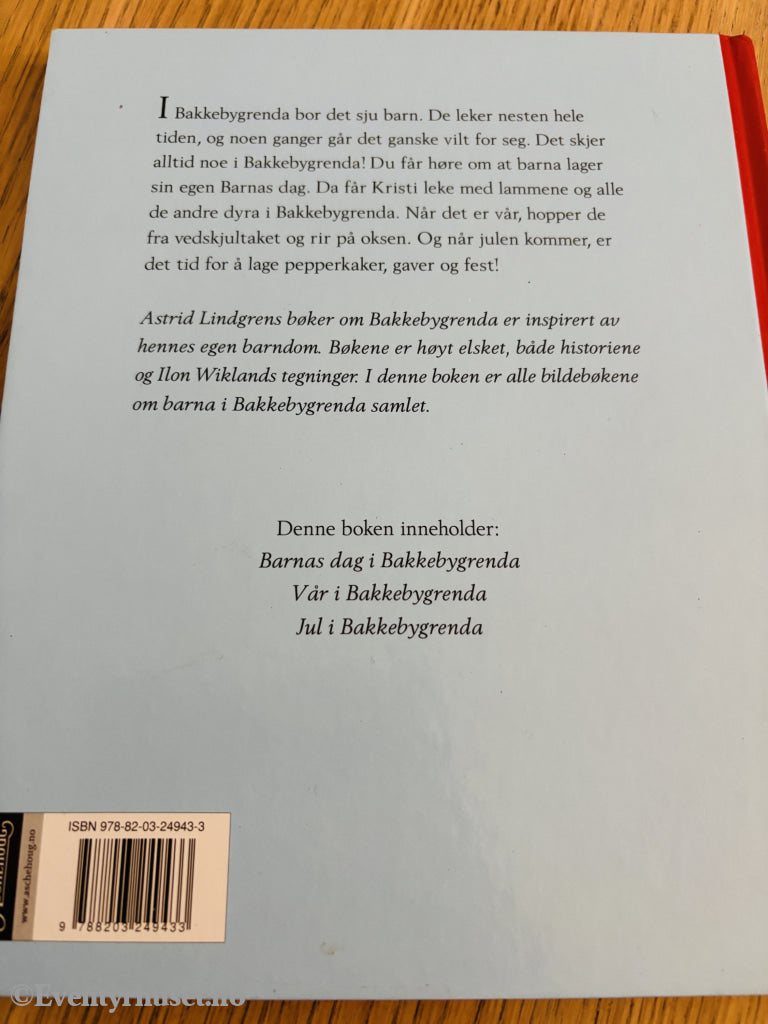 I Bakkebygrenda bor det sju barn. De leker nesten hele
tiden, og noen ganger går det ganske vilt for seg. Det skjer
alltid noe i Bakkebygrenda! Du får høre om at barna lager
sin egen Barnas dag. Da får Kristi leke med lammene og alle
de andre dyra i Bakkebygrenda. Når det er vår, hopper de
fra vedskjultaket og rir på oksen. Og når julen kommer, er
det tid for å lage pepperkaker, gaver og fest!
Astrid Lindgrens bøker om Bakkebygrenda er inspirert av
hennes egen barndom. Bøkene er høyt elsket, både historiene
og Ilon Wiklands tegninger. I denne boken er alle bildebøkene
om barna i Bakkebygrenda samlet.
Denne boken inneholder:
Barnas dag i Bakkebygrenda
Vår i Bakkebygrenda
Jul i Bakkebygrenda
ISBN 978-82-03-24943-3
www.aschehoug.no
9 788203 249433
©Eventyrhuset.no